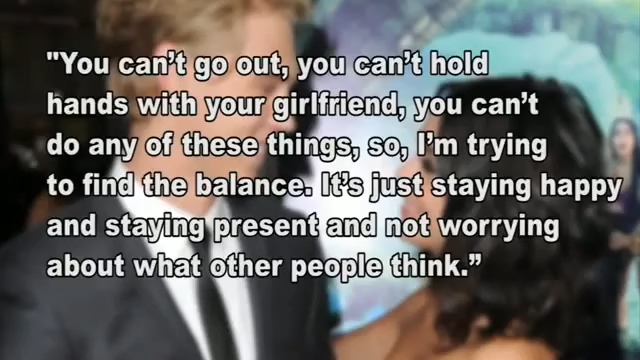 "You can’t go out, you can’t hold
hands with your girlfriend, you can’t
do any of these things, so, I’m trying
to find the balance. It’s just staying happy
and staying present and not worrying
about what other people think.”